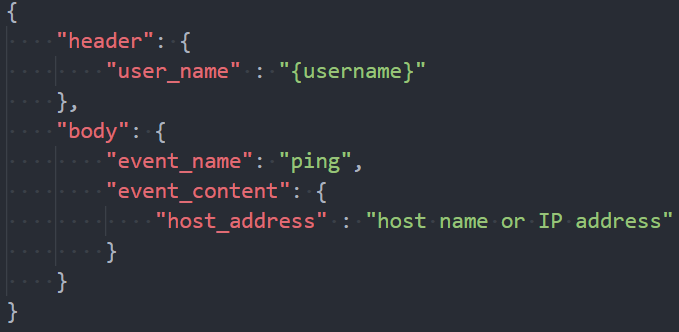 {
    "header": {
        "user_name" : "{username}"
    },
    "body": {
        "event_name": "ping",
        "event_content": {
            "host_address" : "host name or IP address"
        }
    }
}